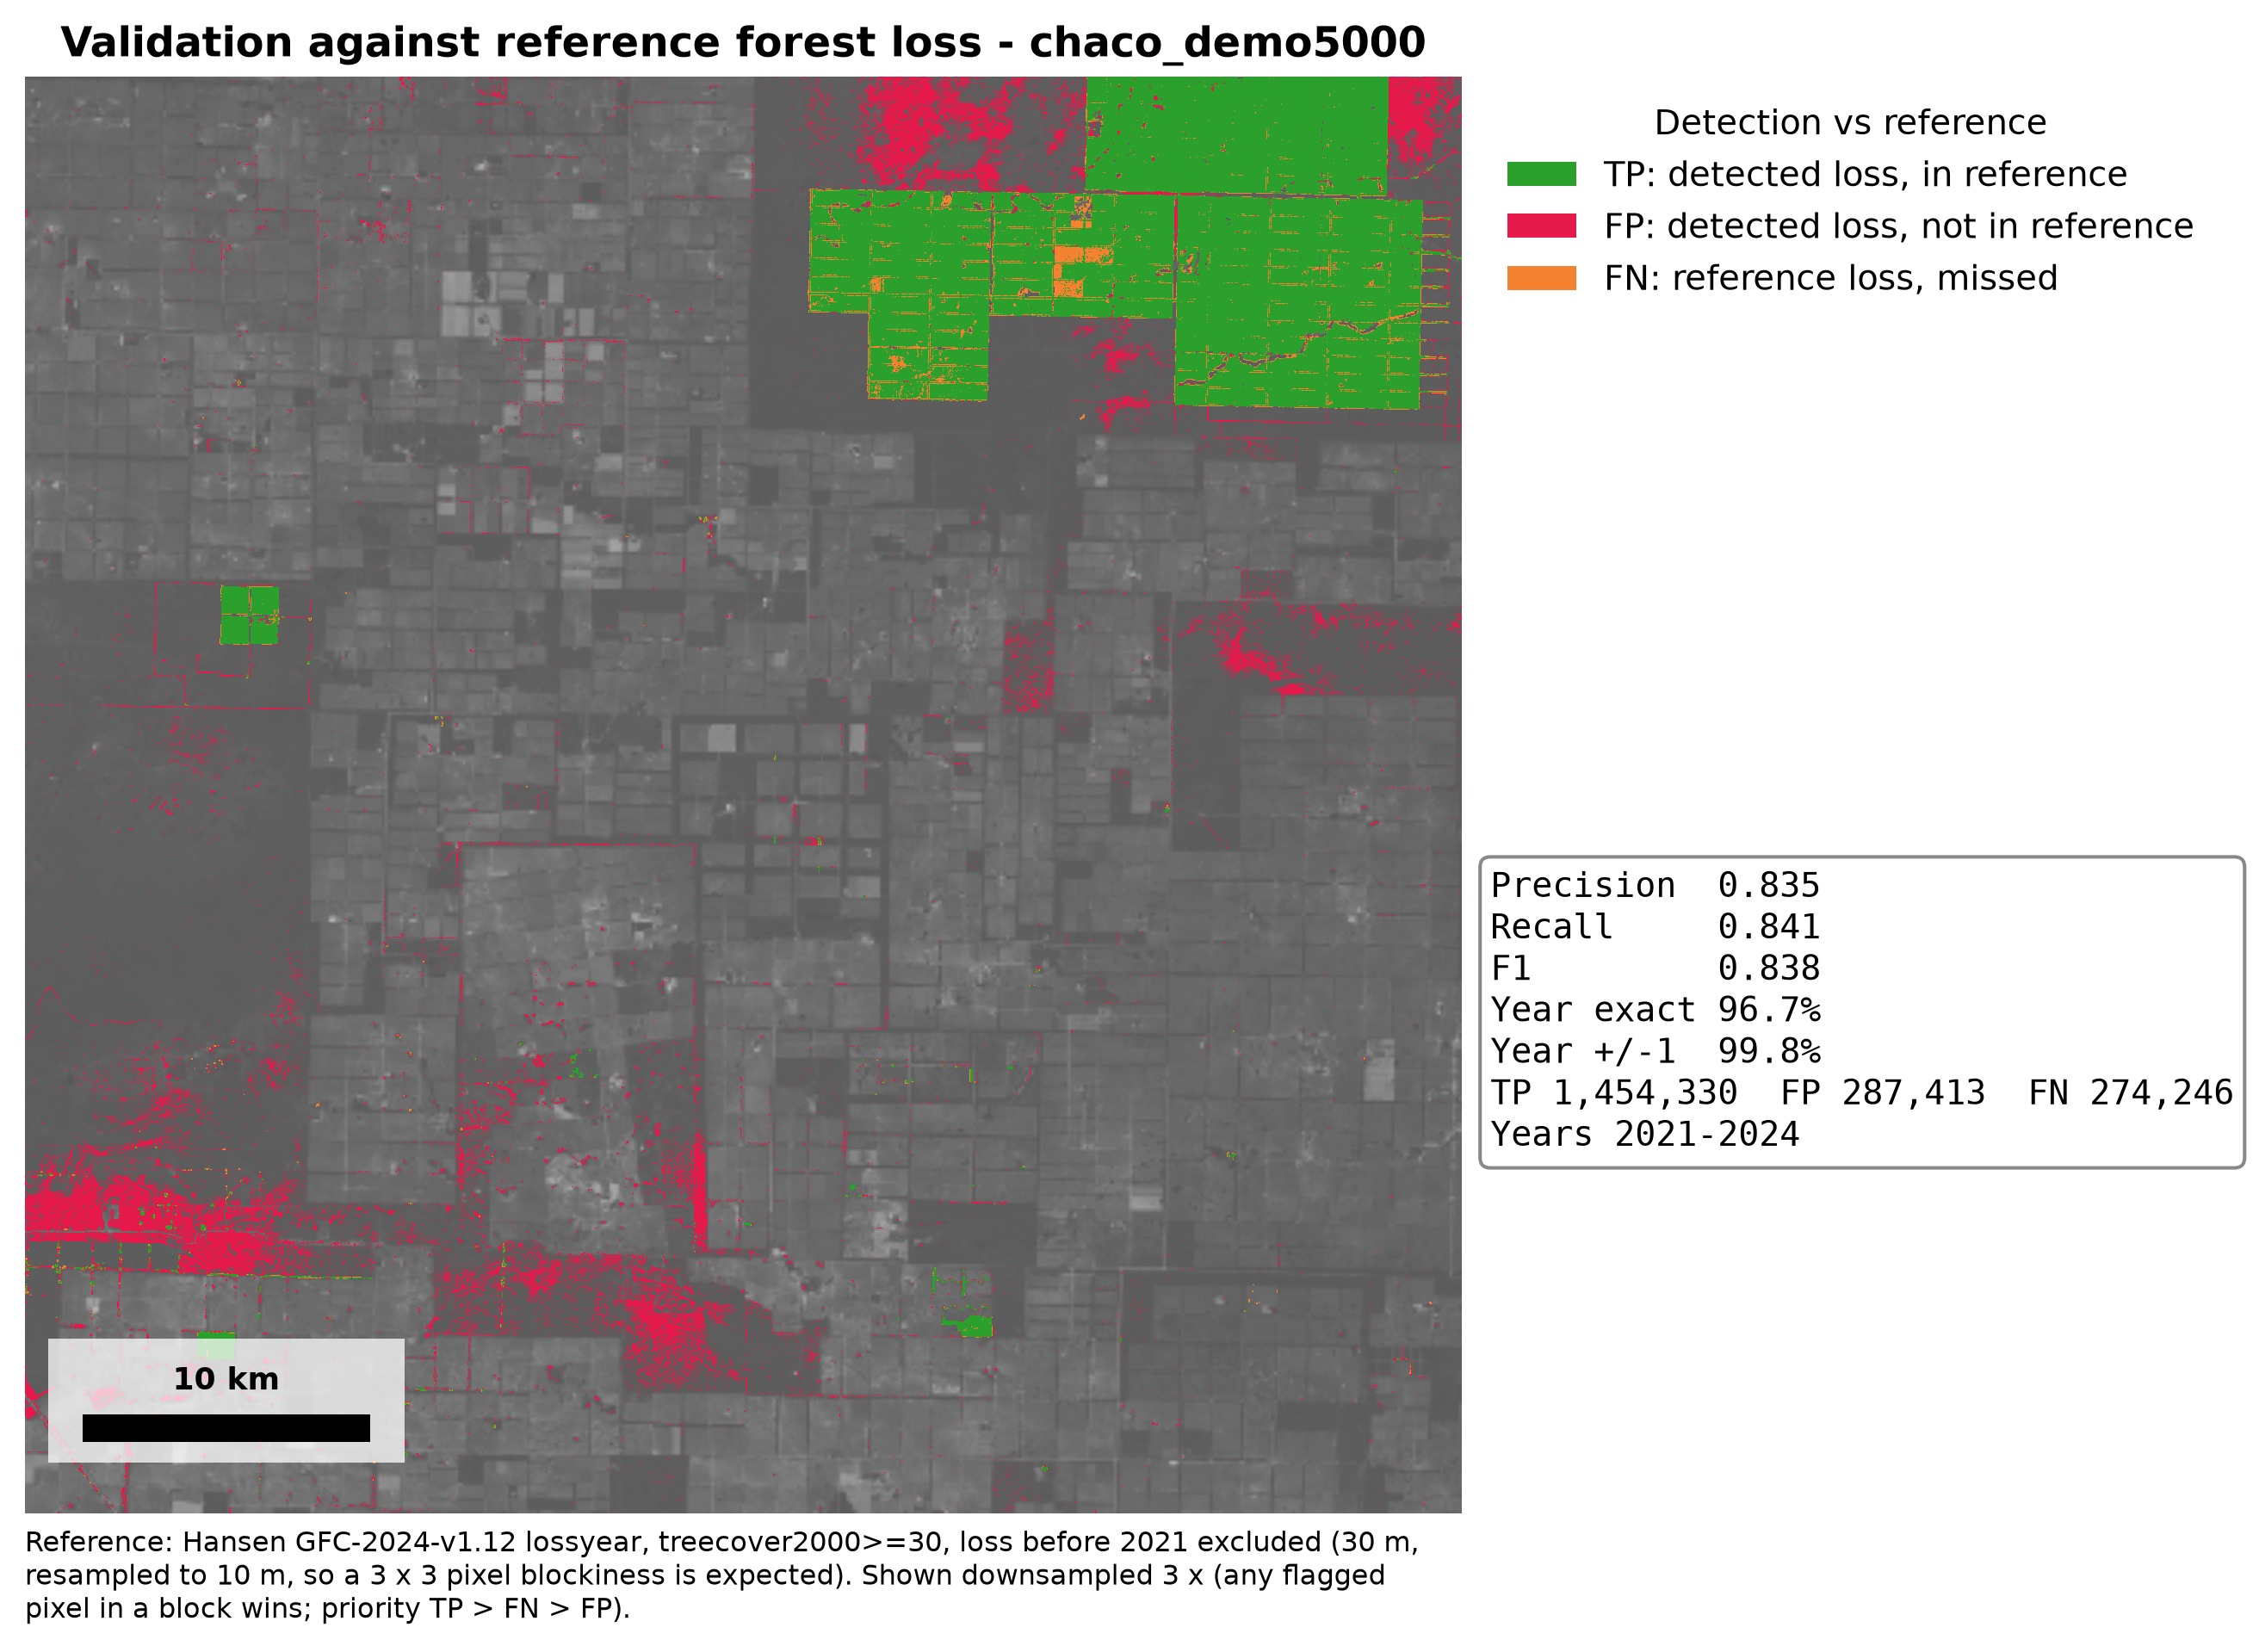 Validation against reference forest loss - chaco_demo5000
Detection vs reference
TP: detected loss, in reference
FP: detected loss, not in reference
FN: reference loss, missed
Precision 0.835
Recall 0.841
F1 0.838
Year exact 96.7%
Year +/-1 99.8%
TP 1,454,330 FP 287,413 FN 274,246
Years 2021-2024
10 km
Reference: Hansen GFC-2024-v1.12 lossyear, treecover2000>=30, loss before 2021 excluded (30 m,
resampled to 10 m, so a 3 x 3 pixel blockiness is expected). Shown downsampled 3 x (any flagged
pixel in a block wins; priority TP > FN > FP).